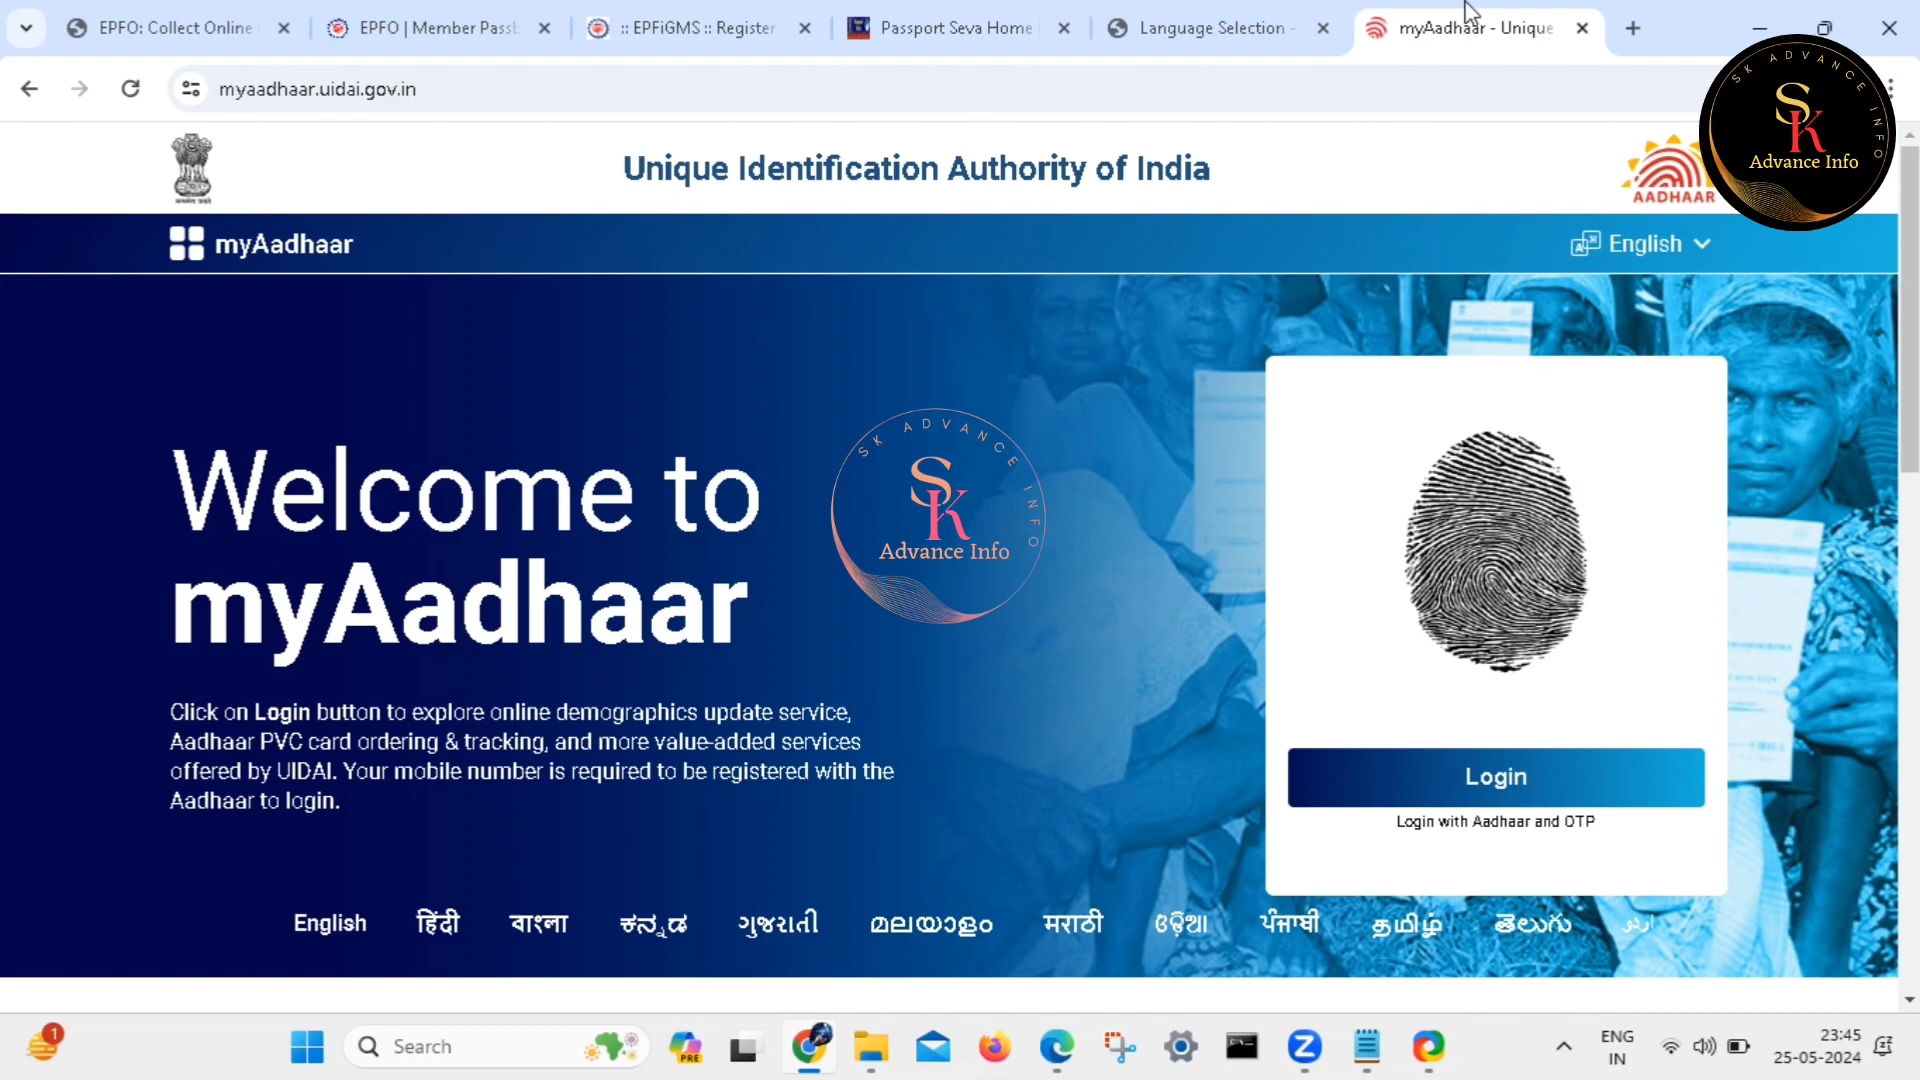 EPFO: Collect Online
EPFO | Member Passb
:: EPFiGMS :: Register
Passport Seva Home
Language Selection -
myAadhaar - Unique
myaadhaar.uidai.gov.in
Unique Identification Authority of India
AADHAAR
SK ADVANCE INFO
SK
Advance Info
myAadhaar
English
Welcome to
myAadhaar
SK ADVANCE INFO
SK
Advance Info
Click on Login button to explore online demographics update service,
Aadhaar PVC card ordering & tracking, and more value-added services
offered by UIDAI. Your mobile number is required to be registered with the
Aadhaar to login.
Login
Login with Aadhaar and OTP
English हिंदी বাংলা ಕನ್ನಡ ગુજરાતી മലയാളം मराठी ଓଡ଼ିଆ ਪੰਜਾਬੀ தமிழ் తెలుగు اردو
1
Search
PRE
ENG
IN
23:45
25-05-2024